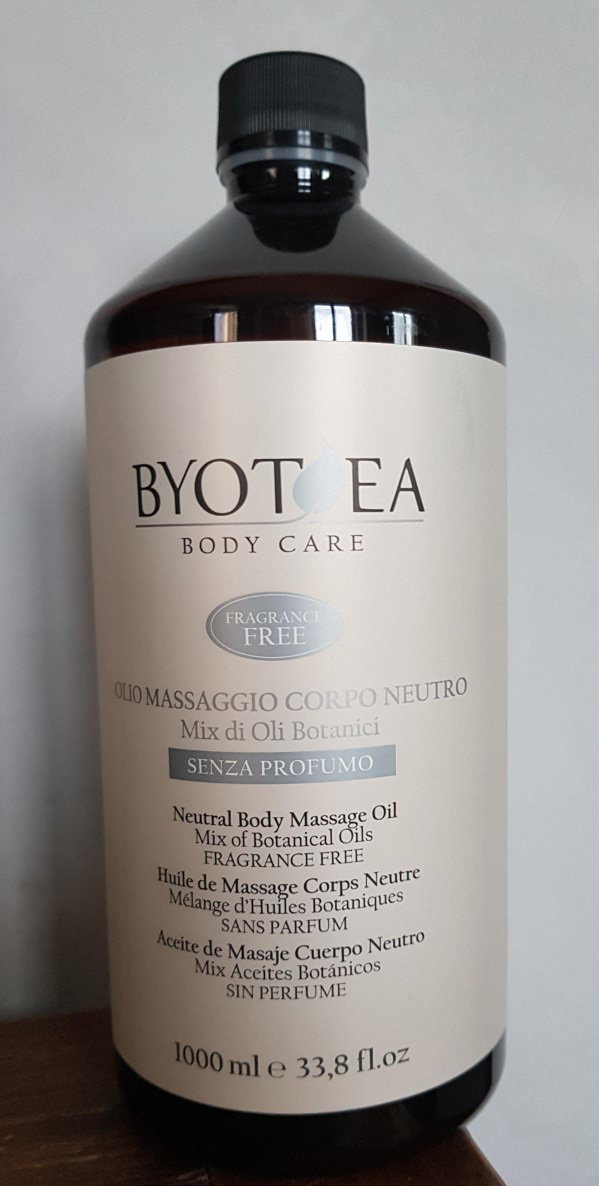 BYOTEA
BODY CARE
FRAGRANCE
FREE
OLIO MASSAGGIO CORPO NEUTRO
Mix di Oli Botanici
SENZA PROFUMO
Neutral Body Massage Oil
Mix of Botanical Oils
FRAGRANCE FREE
Huile de Massage Corps Neutre
Mélange d'Huiles Botaniques
SANS PARFUM
Aceite de Masaje Cuerpo Neutro
Mix Aceites Botánicos
SIN PERFUME
1000 ml ℮ 33,8 fl.oz